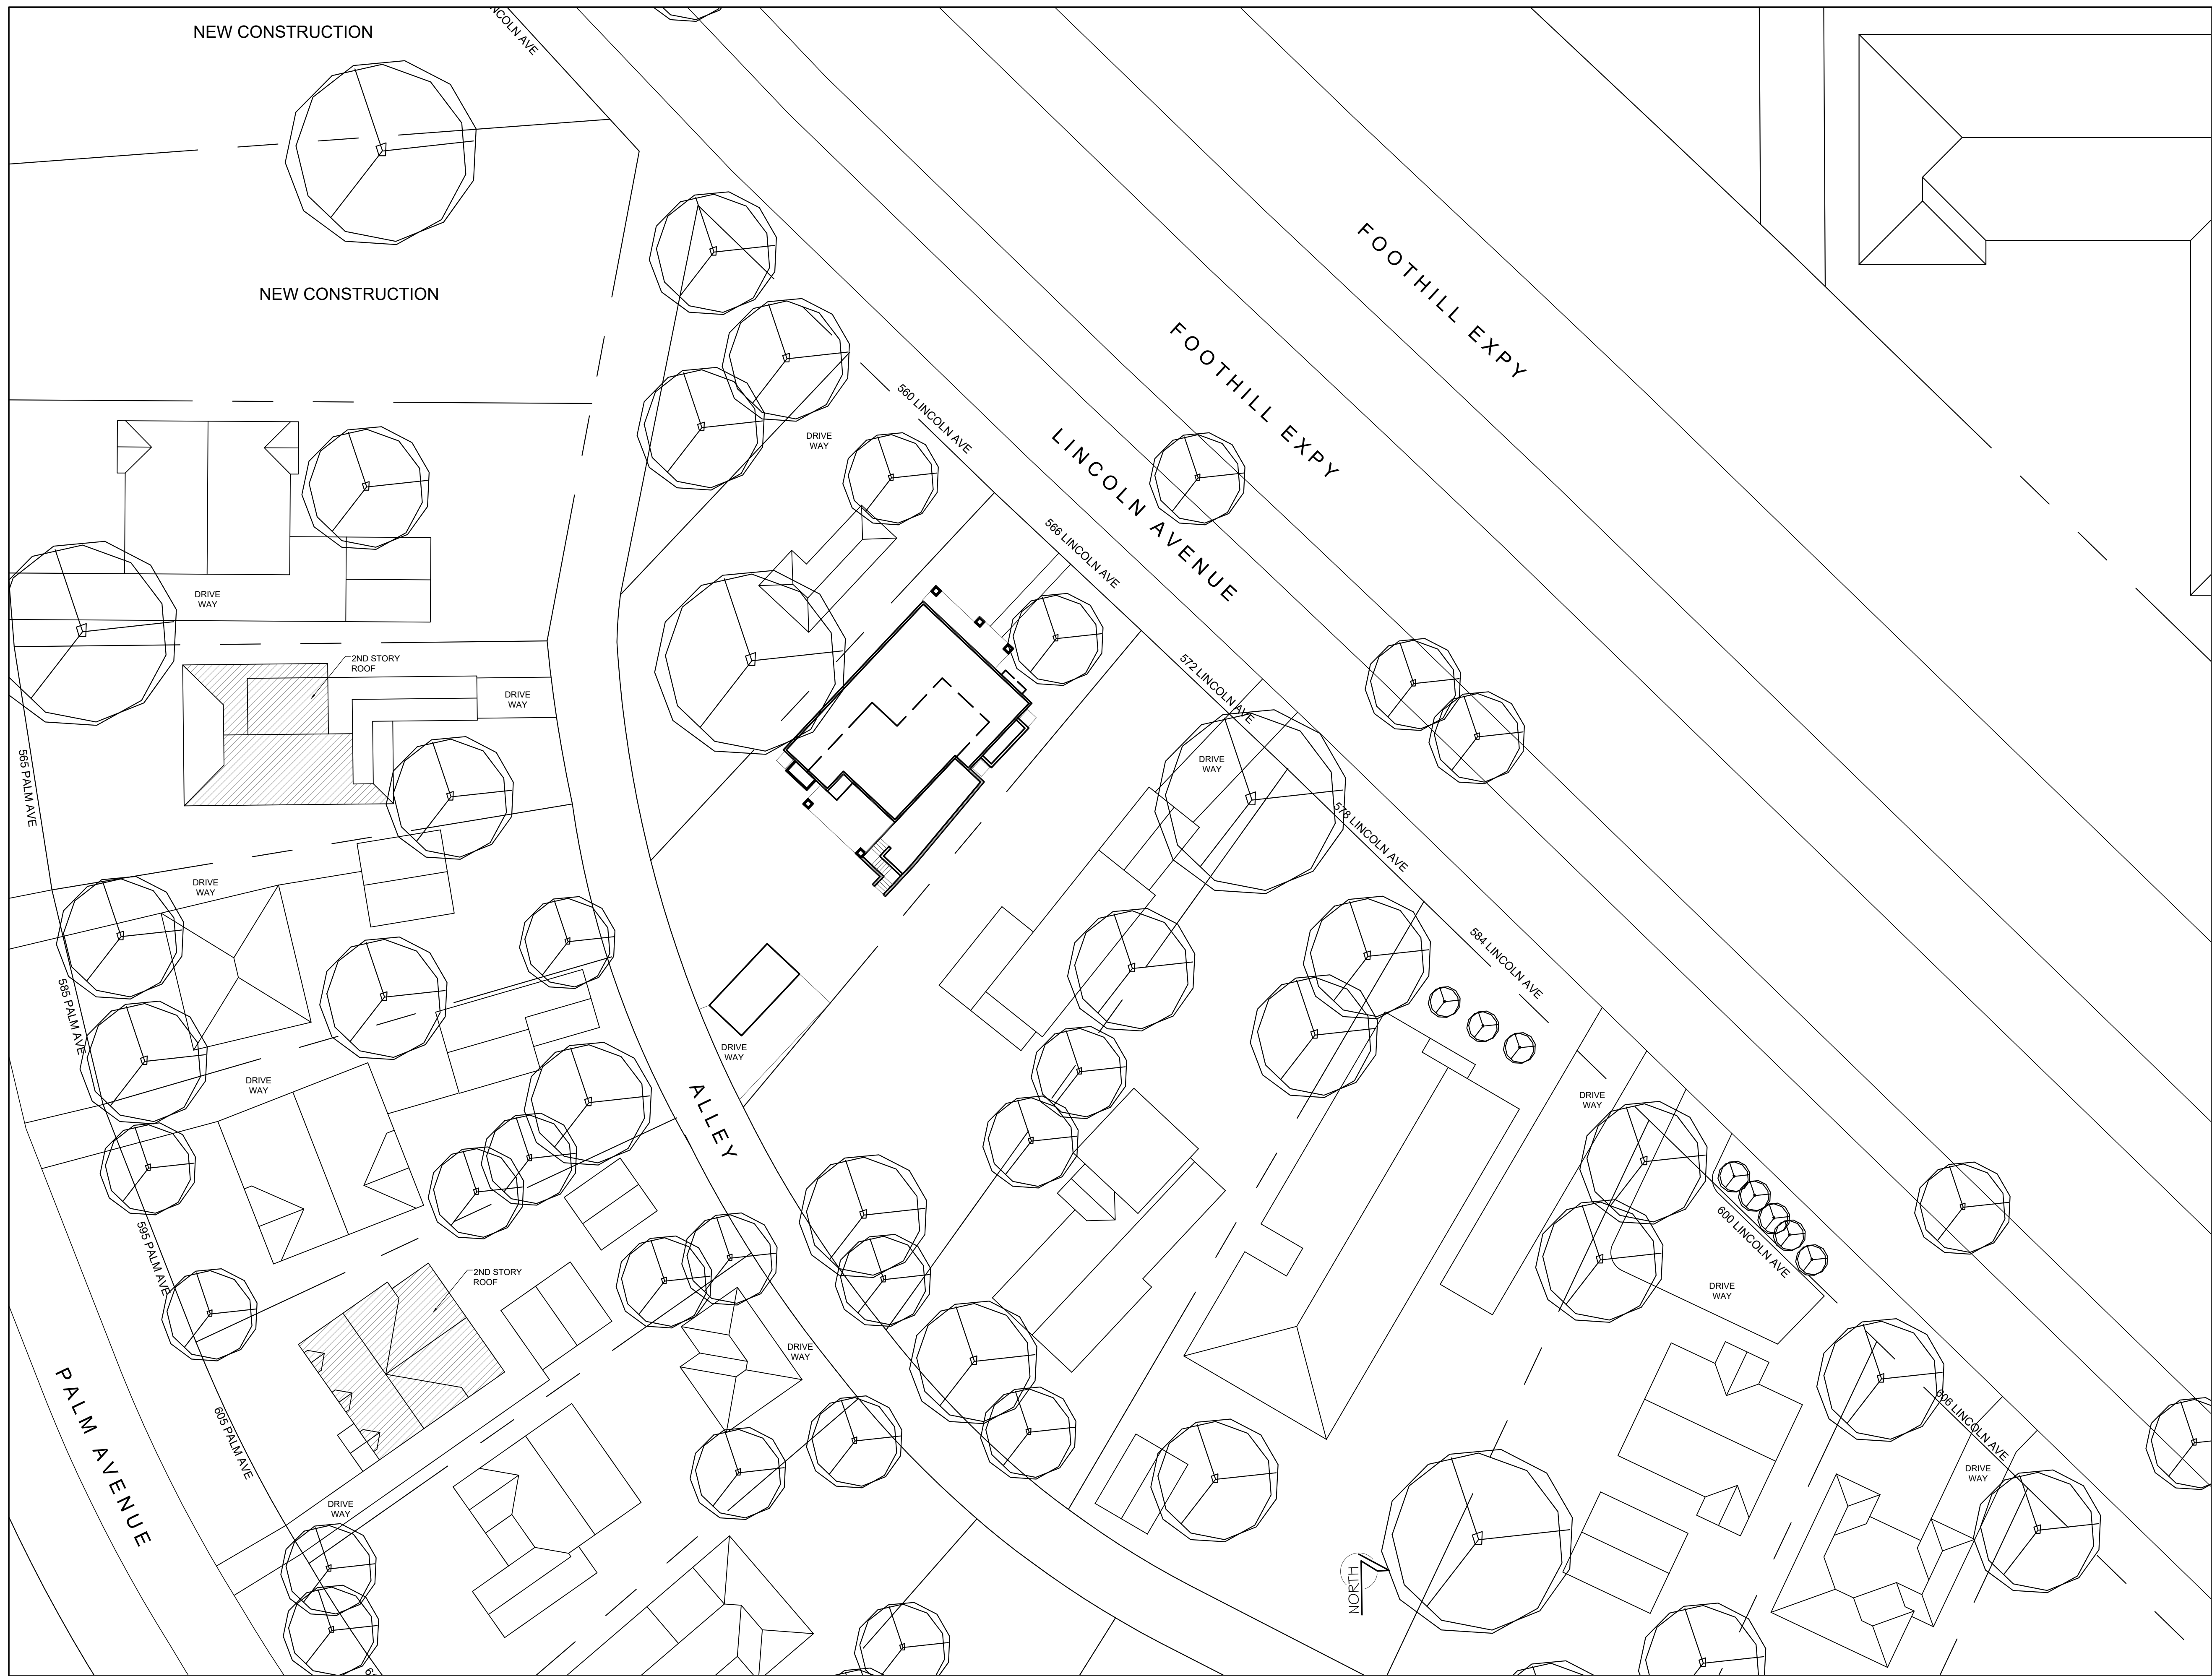 NEW CONSTRUCTION
NCOLN AVE
NEW CONSTRUCTION
FOOTHILL EXPY
FOOTHILL EXPY
LINCOLN AVENUE
560 LINCOLN AVE
DRIVE
WAY
566 LINCOLN AVE
DRIVE
WAY
2ND STORY
ROOF
DRIVE
WAY
572 LINCOLN AVE
565 PALM AVE
DRIVE
WAY
578 LINCOLN AVE
DRIVE
WAY
584 LINCOLN AVE
585 PALM AVE
DRIVE
WAY
DRIVE
WAY
ALLEY
DRIVE
WAY
595 PALM AVE
600 LINCOLN AVE
2ND STORY
ROOF
DRIVE
WAY
DRIVE
WAY
PALM AVENUE
605 PALM AVE
606 LINCOLN AVE
DRIVE
WAY
DRIVE
WAY
NORTH